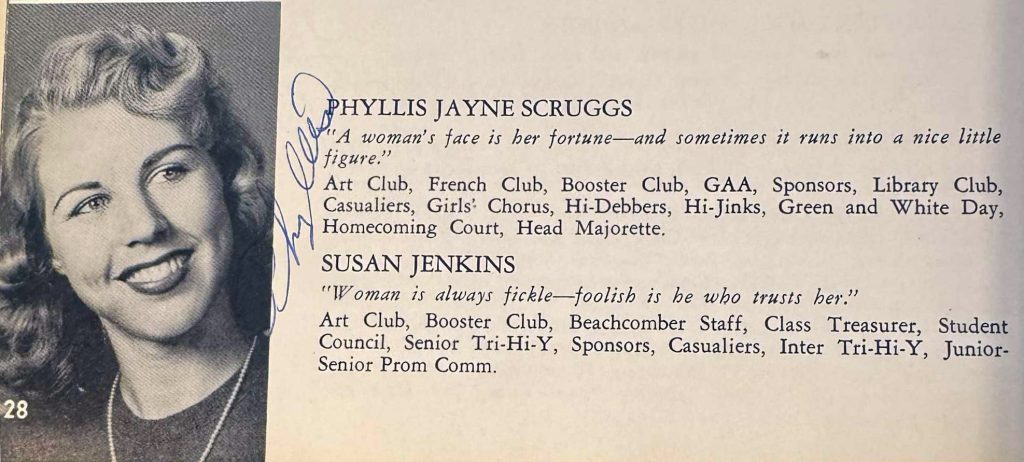 PHYLLIS JAYNE SCRUGGS
"A woman's face is her fortune—and sometimes it runs into a nice little
figure."
Art Club, French Club, Booster Club, GAA, Sponsors, Library Club,
Casualiers, Girls' Chorus, Hi-Debbers, Hi-Jinks, Green and White Day,
Homecoming Court, Head Majorette.
SUSAN JENKINS
"Woman is always fickle—foolish is he who trusts her."
Art Club, Booster Club, Beachcomber Staff, Class Treasurer, Student
Council, Senior Tri-Hi-Y, Sponsors, Casualiers, Inter Tri-Hi-Y, Junior-
Senior Prom Comm.
Phyllis
28